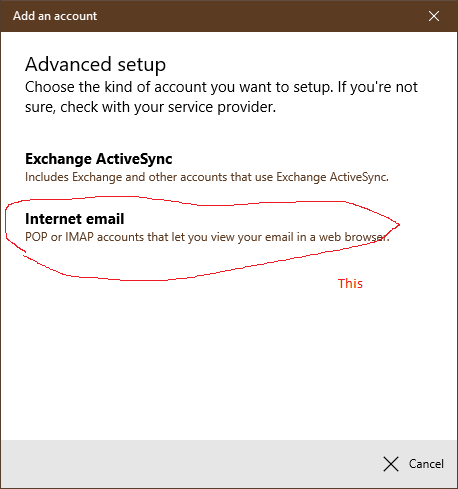 Add an account
Advanced setup
Choose the kind of account you want to setup. If you're not
sure, check with your service provider.
Exchange ActiveSync
Includes Exchange and other accounts that use Exchange ActiveSync.
Internet email
POP or IMAP accounts that let you view your email in a web browser.
This
Cancel